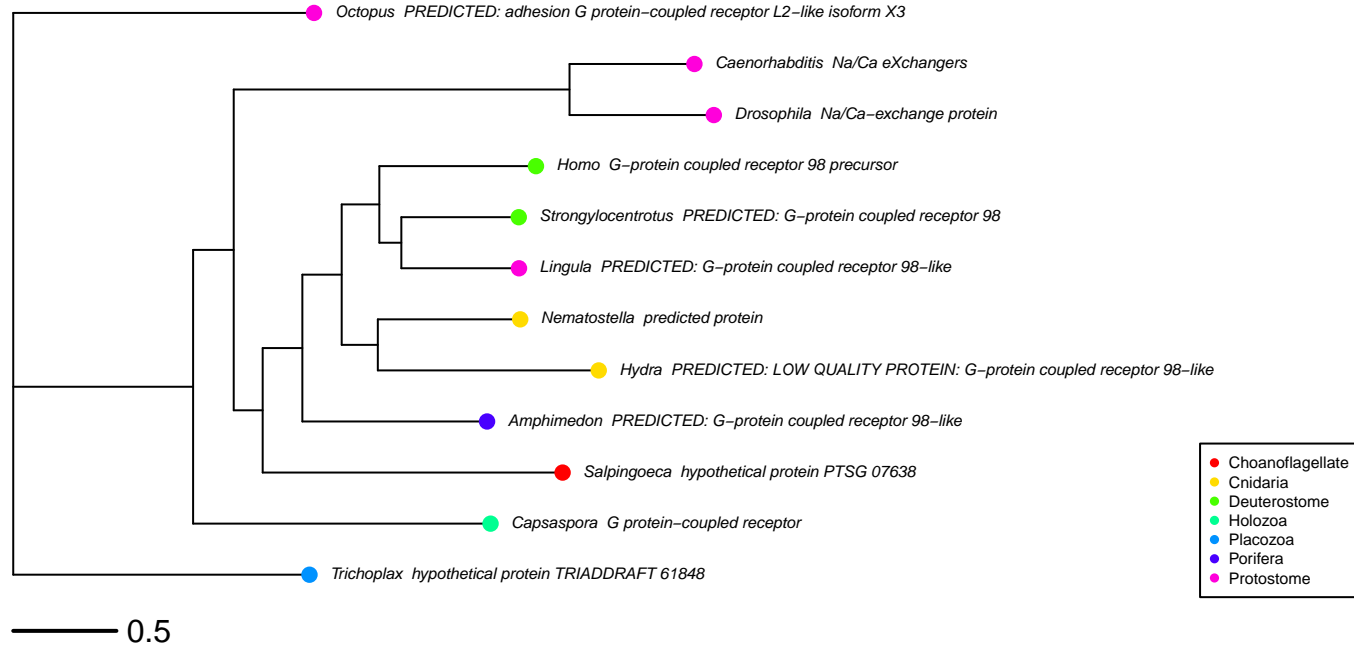 Octopus PREDICTED: adhesion G protein−coupled receptor L2−like isoform X3
Caenorhabditis Na/Ca eXchangers
Drosophila Na/Ca−exchange protein
Homo G−protein coupled receptor 98 precursor
Strongylocentrotus PREDICTED: G−protein coupled receptor 98
Lingula PREDICTED: G−protein coupled receptor 98−like
Nematostella predicted protein
Hydra PREDICTED: LOW QUALITY PROTEIN: G−protein coupled receptor 98−like
Amphimedon PREDICTED: G−protein coupled receptor 98−like
Salpingoeca hypothetical protein PTSG 07638
Capsaspora G protein−coupled receptor
Trichoplax hypothetical protein TRIADDRAFT 61848
Choanoflagellate
Cnidaria
Deuterostome
Holozoa
Placozoa
Porifera
Protostome
0.5